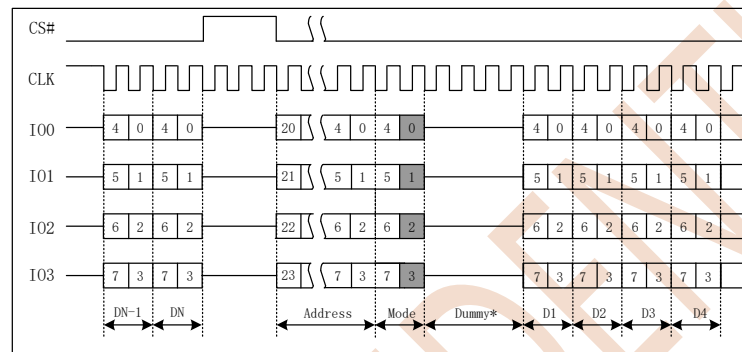 CS#
CLK
IO0 4 0 4 0 20 4 0 4 0 4 0 4 0 4 0 4 0
IO1 5 1 5 1 21 5 1 5 1 5 1 5 1 5 1 5 1
IO2 6 2 6 2 22 6 2 6 2 6 2 6 2 6 2 6 2
IO3 7 3 7 3 23 7 3 7 3 7 3 7 3 7 3 7 3
DN-1 DN Address Mode Dummy* D1 D2 D3 D4